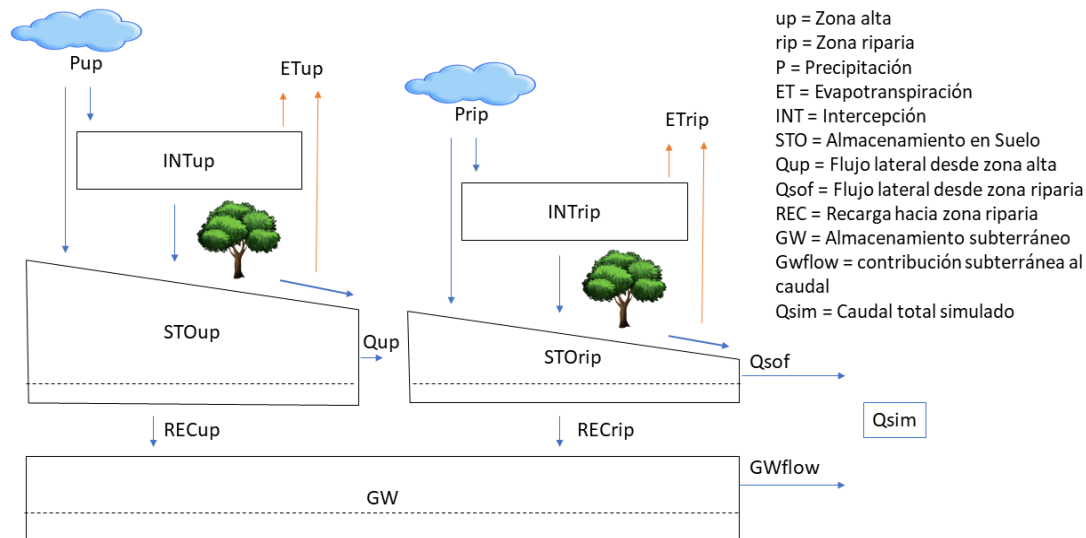 Pup
ETup
INTup
STOup
Qup
RECup
Prip
ETrip
INTrip
STOrip
Qsof
RECrip
Qsim
GW
GWflow
up = Zona alta
rip = Zona riparia
P = Precipitación
ET = Evapotranspiración
INT = Intercepción
STO = Almacenamiento en Suelo
Qup = Flujo lateral desde zona alta
Qsof = Flujo lateral desde zona riparia
REC = Recarga hacia zona riparia
GW = Almacenamiento subterráneo
Gwflow = contribución subterránea al
caudal
Qsim = Caudal total simulado